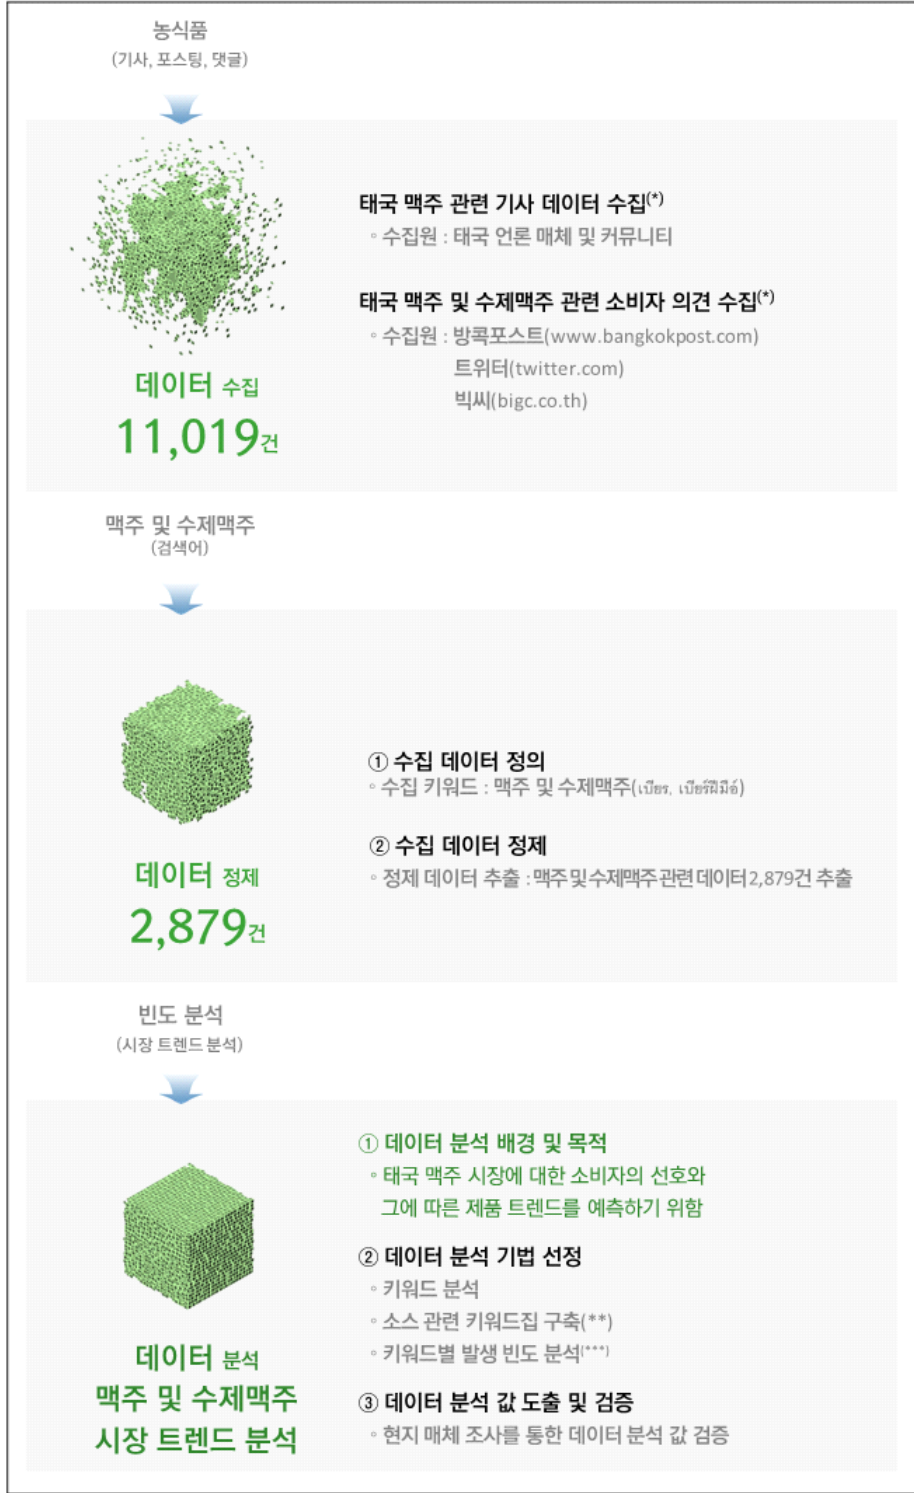 농식품
(기사, 포스팅, 댓글)
태국 맥주 관련 기사 데이터 수집(*)
◦ 수집원 : 태국 언론 매체 및 커뮤니티
태국 맥주 및 수제맥주 관련 소비자 의견 수집(*)
◦ 수집원 : 방콕포스트(www.bangkokpost.com)
트위터(twitter.com)
빅씨(bigc.co.th)
데이터 수집
11,019건
맥주 및 수제맥주
(검색어)
① 수집 데이터 정의
◦ 수집 키워드 : 맥주 및 수제맥주(เบียร, เบียร์ฝีมือ์)
② 수집 데이터 정제
◦ 정제 데이터 추출 : 맥주 및 수제맥주 관련 데이터 2,879건 추출
데이터 정제
2,879건
빈도 분석
(시장 트렌드 분석)
① 데이터 분석 배경 및 목적
◦ 태국 맥주 시장에 대한 소비자의 선호와
그에 따른 제품 트렌드를 예측하기 위함
② 데이터 분석 기법 선정
◦ 키워드 분석
◦ 소스 관련 키워드집 구축(**)
◦ 키워드별 발생 빈도 분석(***)
③ 데이터 분석 값 도출 및 검증
◦ 현지 매체 조사를 통한 데이터 분석 값 검증
데이터 분석
맥주 및 수제맥주
시장 트렌드 분석